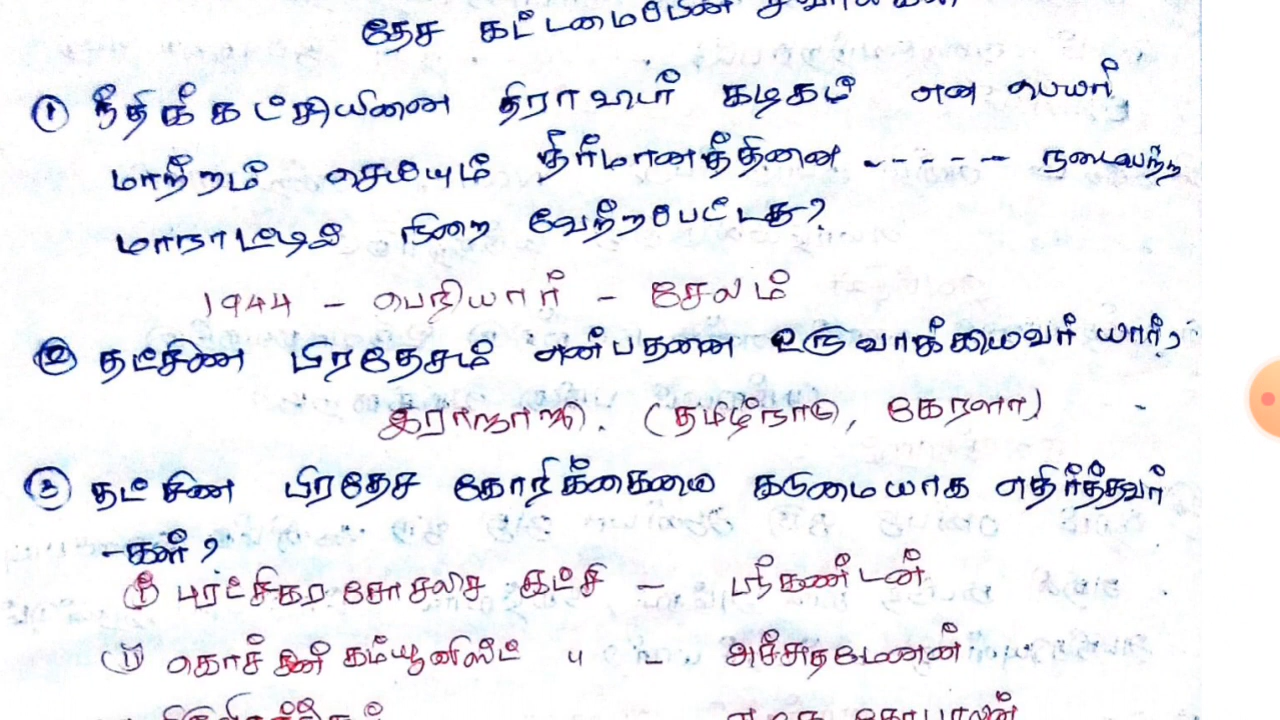 தேச கட்டமைப்பின் சவால்கள்
① நீதிக்கட்சியினை திராவிடர் கழகம் என பெயர்
மாற்றம் செய்யும் தீர்மானத்தினை ------ நடைபெற்ற
மாநாட்டில் நிறை வேற்றப்பட்டது?
1944 - பெரியார் - சேலம்
② தட்சிண பிரதேசம் என்பதனை உருவாக்கியவர் யார்?
இராஜாஜி. (தமிழ்நாடு, கேரளா)
③ தட்சிண பிரதேச கோரிக்கையை கடுமையாக எதிர்த்தவர்
-கள்?
i) புரட்சிகர சோசலிச கட்சி - ஸ்ரீகண்டன்
ii) கொச்சின் கம்யூனிஸ்ட் " - அச்சுதமேனன்
கோபாலன்